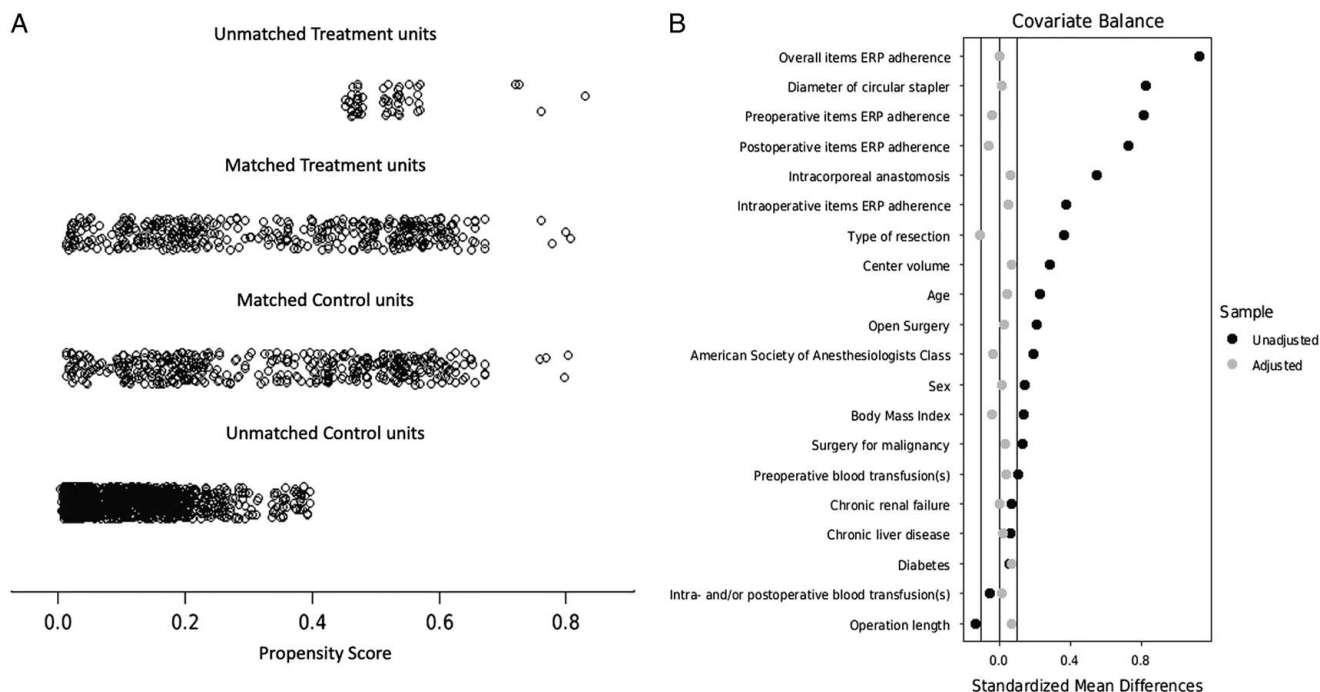 A
Unmatched Treatment units
Matched Treatment units
Matched Control units
Unmatched Control units
0.0 0.2 0.4 0.6 0.8
Propensity Score
B
Covariate Balance
Overall items ERP adherence
Diameter of circular stapler
Preoperative items ERP adherence
Postoperative items ERP adherence
Intracorporeal anastomosis
Intraoperative items ERP adherence
Type of resection
Center volume
Age
Open Surgery
American Society of Anesthesiologists Class
Sex
Body Mass Index
Surgery for malignancy
Preoperative blood transfusion(s)
Chronic renal failure
Chronic liver disease
Diabetes
Intra- and/or postoperative blood transfusion(s)
Operation length
0.0 0.4 0.8
Standardized Mean Differences
Sample
Unadjusted
Adjusted